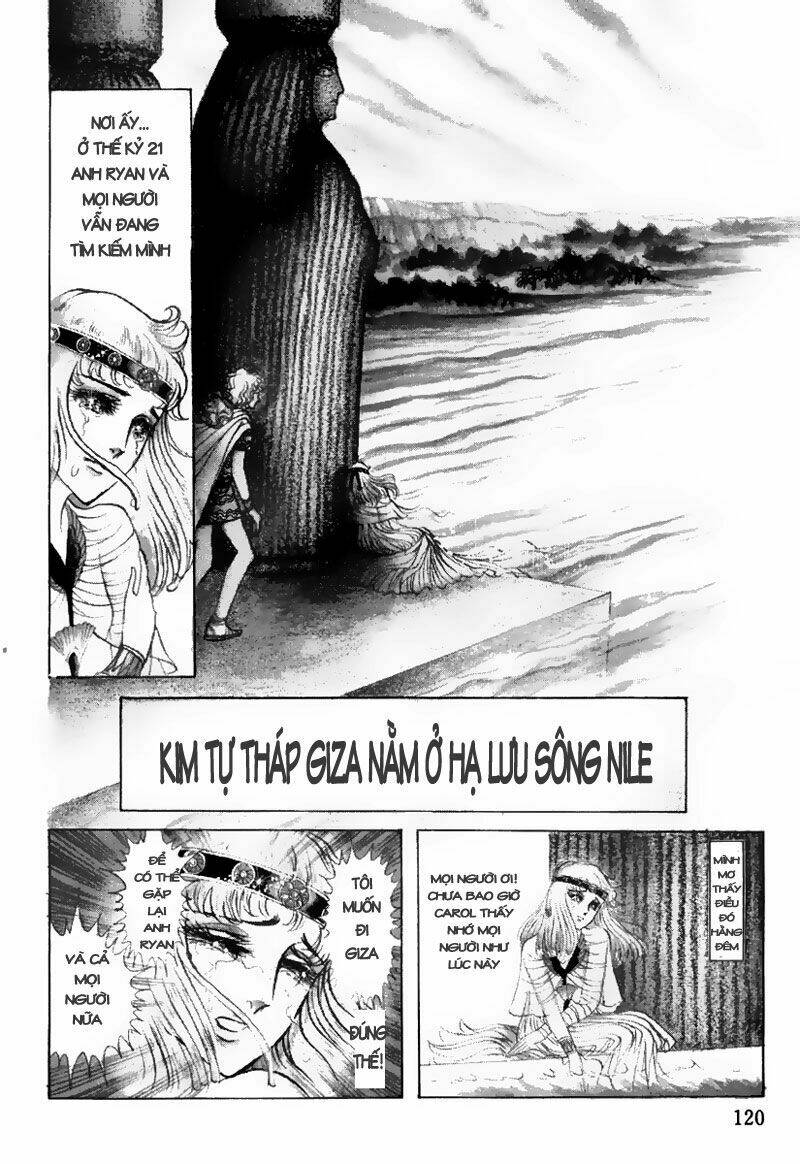 NƠI ẤY...
Ở THẾ KỶ 21
ANH RYAN VÀ
MỌI NGƯỜI
VẪN ĐANG
TÌM KIẾM MÌNH
KIM TỰ THÁP GIZA NẰM Ở HẠ LƯU SÔNG NILE
ĐỂ
CÓ THỂ
GẶP
LẠI
ANH
RYAN
TÔI
MUỐN ĐI
GIZA
VÀ CẢ
MỌI
NGƯỜI
NỮA
ĐÚNG
THẾ!
MỌI NGƯỜI ƠI!
CHƯA BAO GIỜ
CAROL THẤY
NHỚ MỌI
NGƯỜI NHƯ
LÚC NÀY
MÌNH
MƠ
THẤY
ĐIỀU
ĐÓ
HẰNG
ĐÊM
120